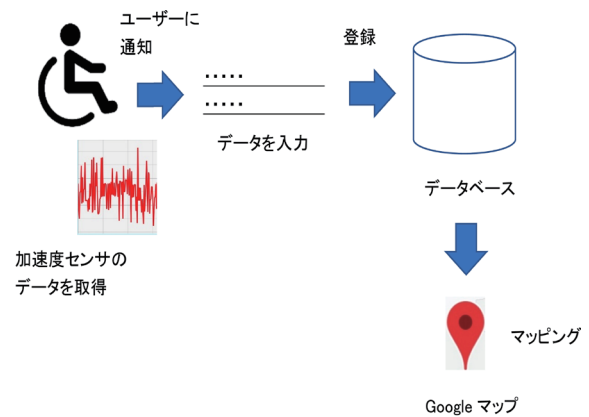 ユーザーに
通知
登録
.....
.....
データを入力
データベース
加速度センサの
データを取得
マッピング
Google マップ